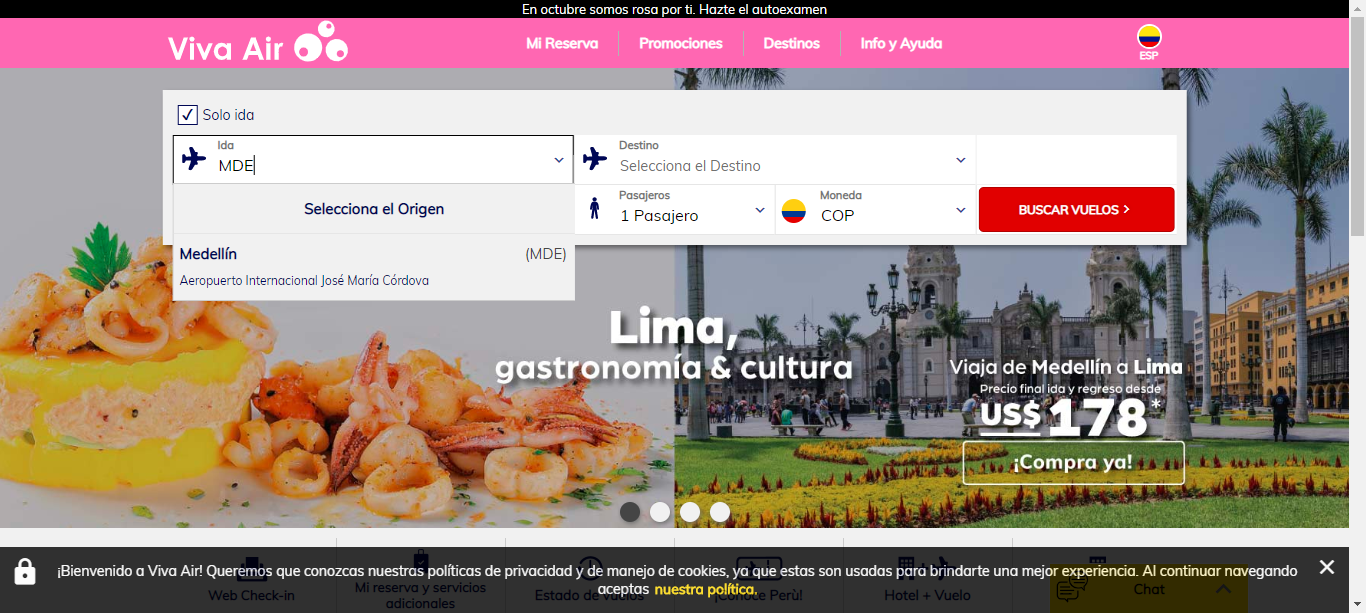 En octubre somos rosa por ti. Hazte el autoexamen
Viva Air
Mi Reserva
Promociones
Destinos
Info y Ayuda
ESP
Solo ida
Ida
MDE
Destino
Selecciona el Destino
Selecciona el Origen
Pasajeros
1 Pasajero
Moneda
COP
BUSCAR VUELOS >
Medellín (MDE)
Aeropuerto Internacional José María Córdova
Lima,
gastronomía & cultura
Viaja de Medellín a Lima
Precio final ida y regreso desde
US$178*
¡Compra ya!
¡Bienvenido a Viva Air! Queremos que conozcas nuestras políticas de privacidad y de manejo de cookies, ya que estas son usadas para brindarte una mejor experiencia. Al continuar navegando
aceptas nuestra política.
Web Check-in
Mi reserva y servicios
adicionales
Estado de vuelos
¡Conoce Perù!
Hotel + Vuelo
Chat